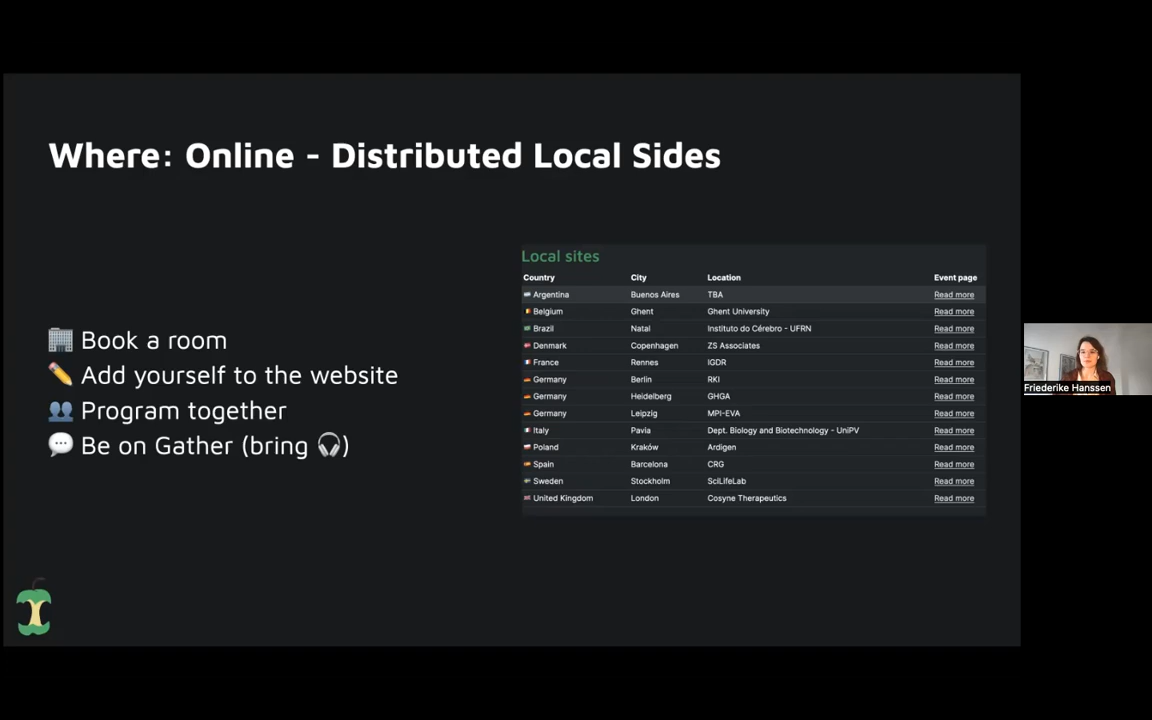 Where: Online - Distributed Local Sides
Book a room
Add yourself to the website
Program together
Be on Gather (bring 🎧)
Local sites
Country City Location Event page
Argentina Buenos Aires TBA Read more
Belgium Ghent Ghent University Read more
Brazil Natal Instituto do Cérebro - UFRN Read more
Denmark Copenhagen ZS Associates Read more
France Rennes IGDR Read more
Germany Berlin RKI Read more
Germany Heidelberg GHGA Read more
Germany Leipzig MPI-EVA Read more
Italy Pavia Dept. Biology and Biotechnology - UniPV Read more
Poland Kraków Ardigen Read more
Spain Barcelona CRG Read more
Sweden Stockholm SciLifeLab Read more
United Kingdom London Cosyne Therapeutics Read more
Friederike Hanssen